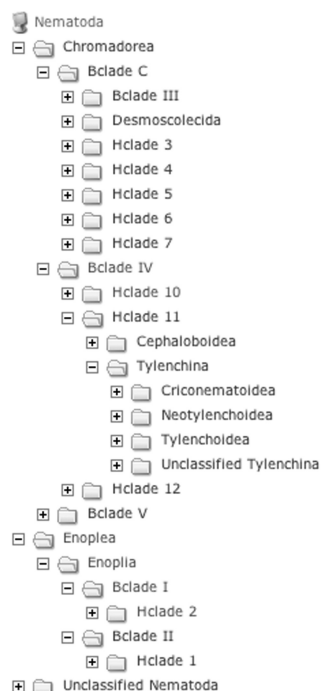 Nematoda
Chromadorea
Bclade C
Bclade III
Desmoscolecida
Hclade 3
Hclade 4
Hclade 5
Hclade 6
Hclade 7
Bclade IV
Hclade 10
Hclade 11
Cephaloboidea
Tylenchina
Criconematoidea
Neotylenchoidea
Tylenchoidea
Unclassified Tylenchina
Hclade 12
Bclade V
Enoplea
Enoplia
Bclade I
Hclade 2
Bclade II
Hclade 1
Unclassified Nematoda